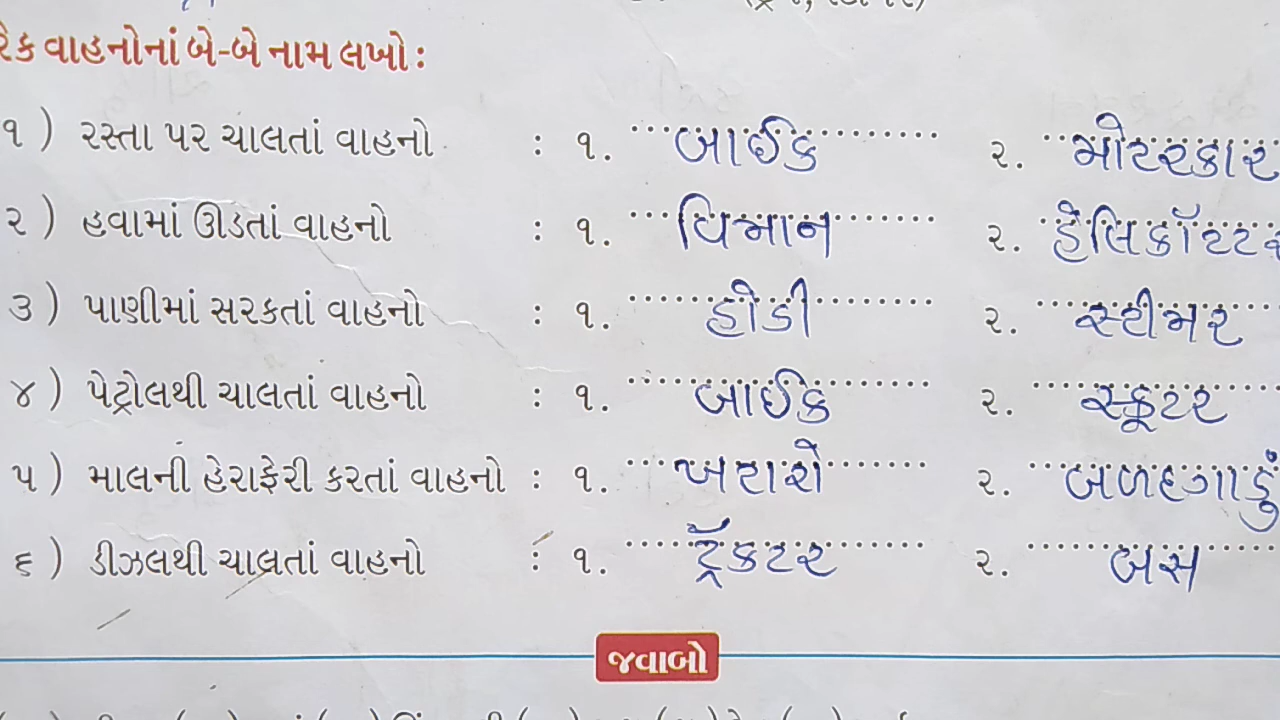 રેક વાહનોનાં બે-બે નામ લખો :
૧ ) રસ્તા પર ચાલતાં વાહનો : ૧. બાઈક ૨. મોટરકાર
૨ ) હવામાં ઊડતાં વાહનો : ૧. વિમાન ૨. હેલિકૉટટર
૩ ) પાણીમાં સરકતાં વાહનો : ૧. હોડી ૨. સ્ટીમર
૪ ) પેટ્રોલથી ચાલતાં વાહનો : ૧. બાઈક ૨. સ્કૂટર
૫ ) માલની હેરાફેરી કરતાં વાહનો : ૧. ખટારો ૨. બળદગાડું
૬ ) ડીઝલથી ચાલતાં વાહનો : ૧. ટ્રૅકટર ૨. બસ
જવાબો